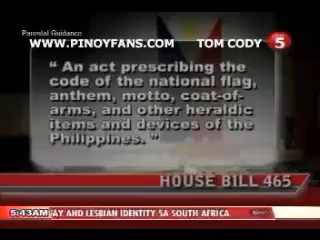 Parental Guidance
WWW.PINOYFANS.COM TOM CODY 5
“ An act prescribing the
code of the national flag,
anthem, motto, coat-of-
arms, and other heraldic
items and devices of the
Philippines. ”
HOUSE BILL 465
5:43AM AY AND LESBIAN IDENTITY SA SOUTH AFRICA